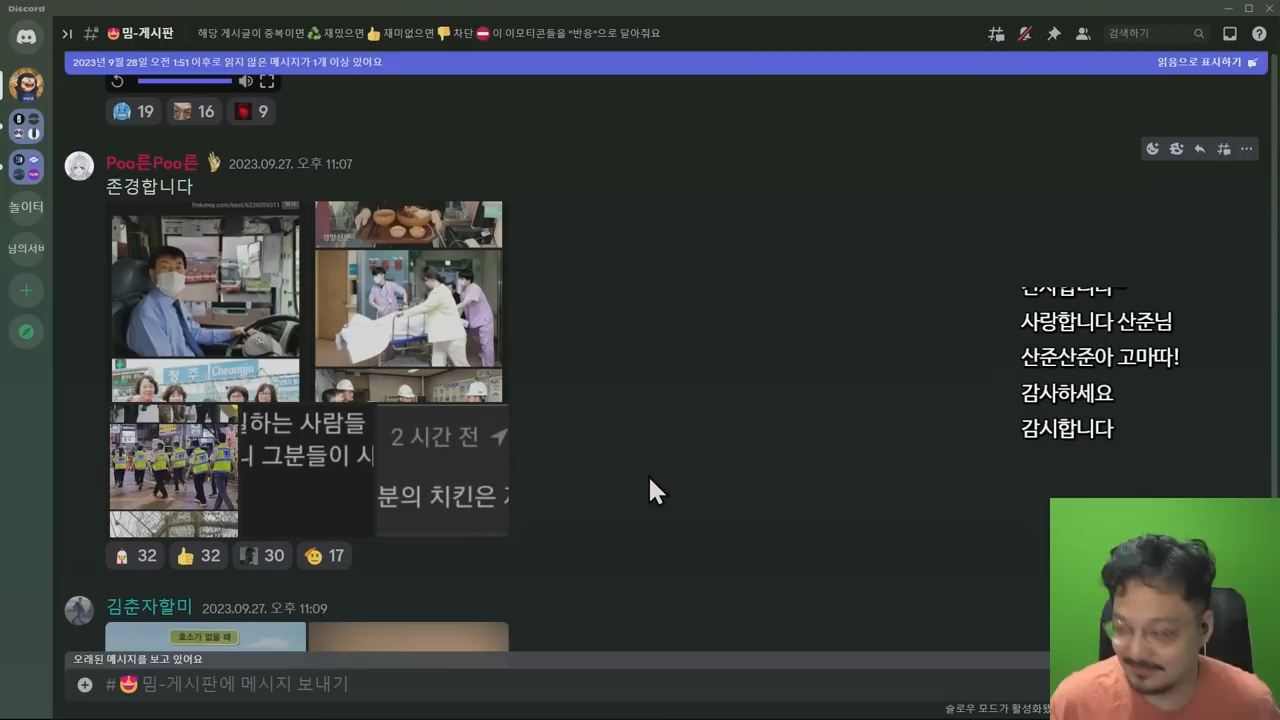 Discord
밈-게시판
해당 게시글이 중복이면 ♻️ 재밌으면 👍 재미없으면 👎 차단 ⛔ 이 이모티콘들을 "반응"으로 달아줘요
검색하기
2023년 9월 28일 오전 1:51 이후로 읽지 않은 메시지가 1개 이상 있어요
읽음으로 표시하기
19
16
9
Poo른Poo른
2023.09.27. 오후 11:07
존경합니다
fmkorea.com/best/6226099311
경향신문
청주 Cheongju
하는 사람들
그분들이
2 시간 전
분의 치킨은
32
32
30
17
놀이터
님의서버
사랑합니다 산준님
산준산준아 고마따!
감사하세요
감시합니다
김춘자할미
2023.09.27. 오후 11:09
효소가 없을 때
오래된 메시지를 보고 있어요
#😍밈-게시판에 메시지 보내기
슬로우 모드가 활성화됐